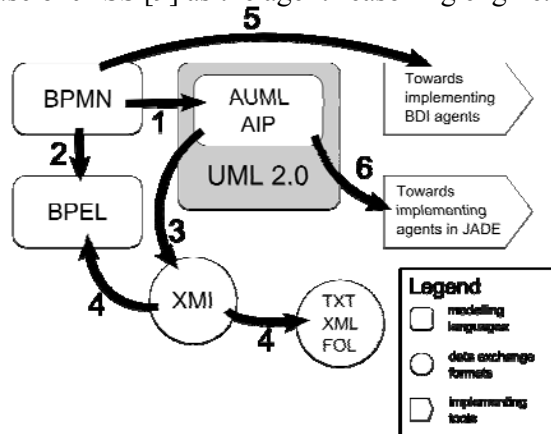 5
BPMN
1
AUML
AIP
UML 2.0
Towards
implementing
BDI agents
2
BPEL
3
6
Towards
implementing
agents in JADE
4
XMI
4
TXT
XML
FOL
Legend
modelling
languages
data exchange
formats
implementing
tools